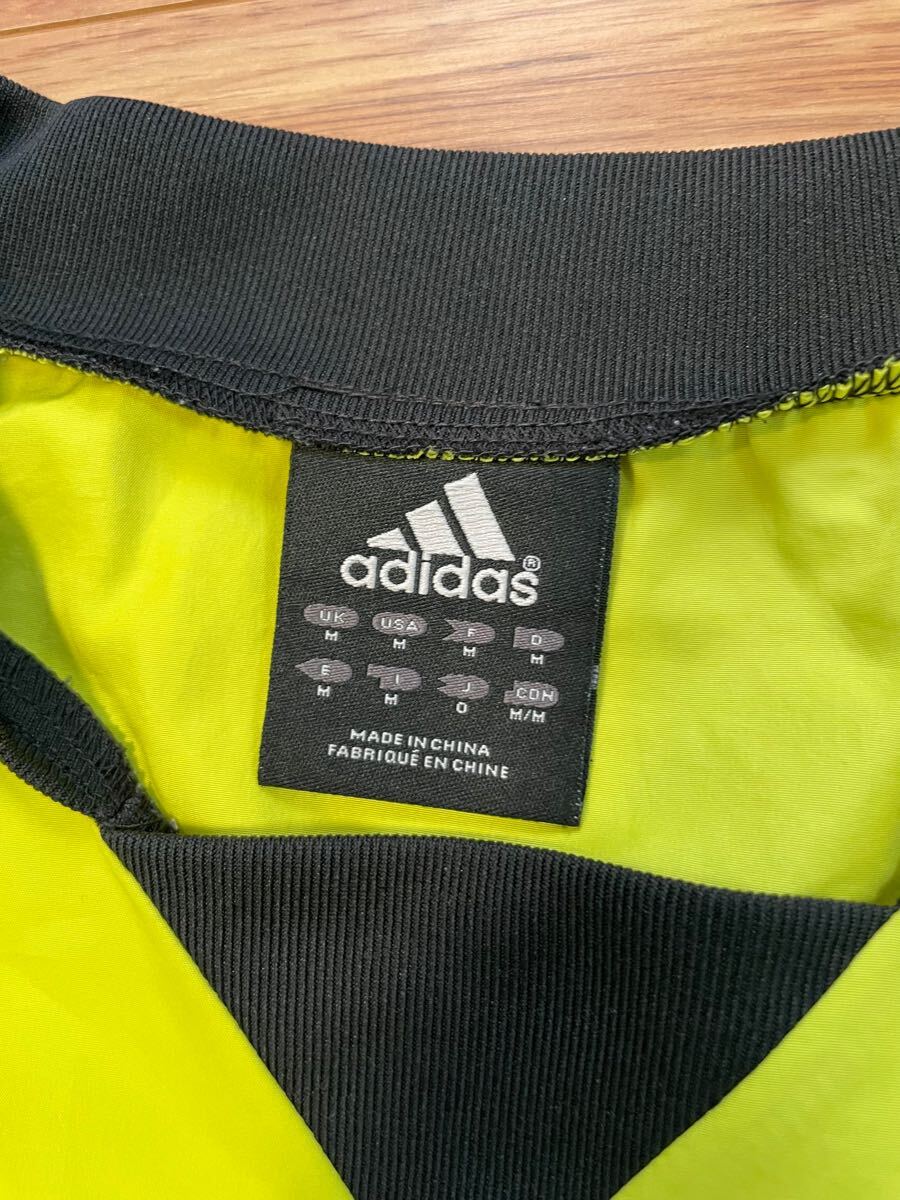 adidas®
UK USA F D
M M M M
E I J CDN
M M O M/M
MADE IN CHINA
FABRIQUÉ EN CHINE